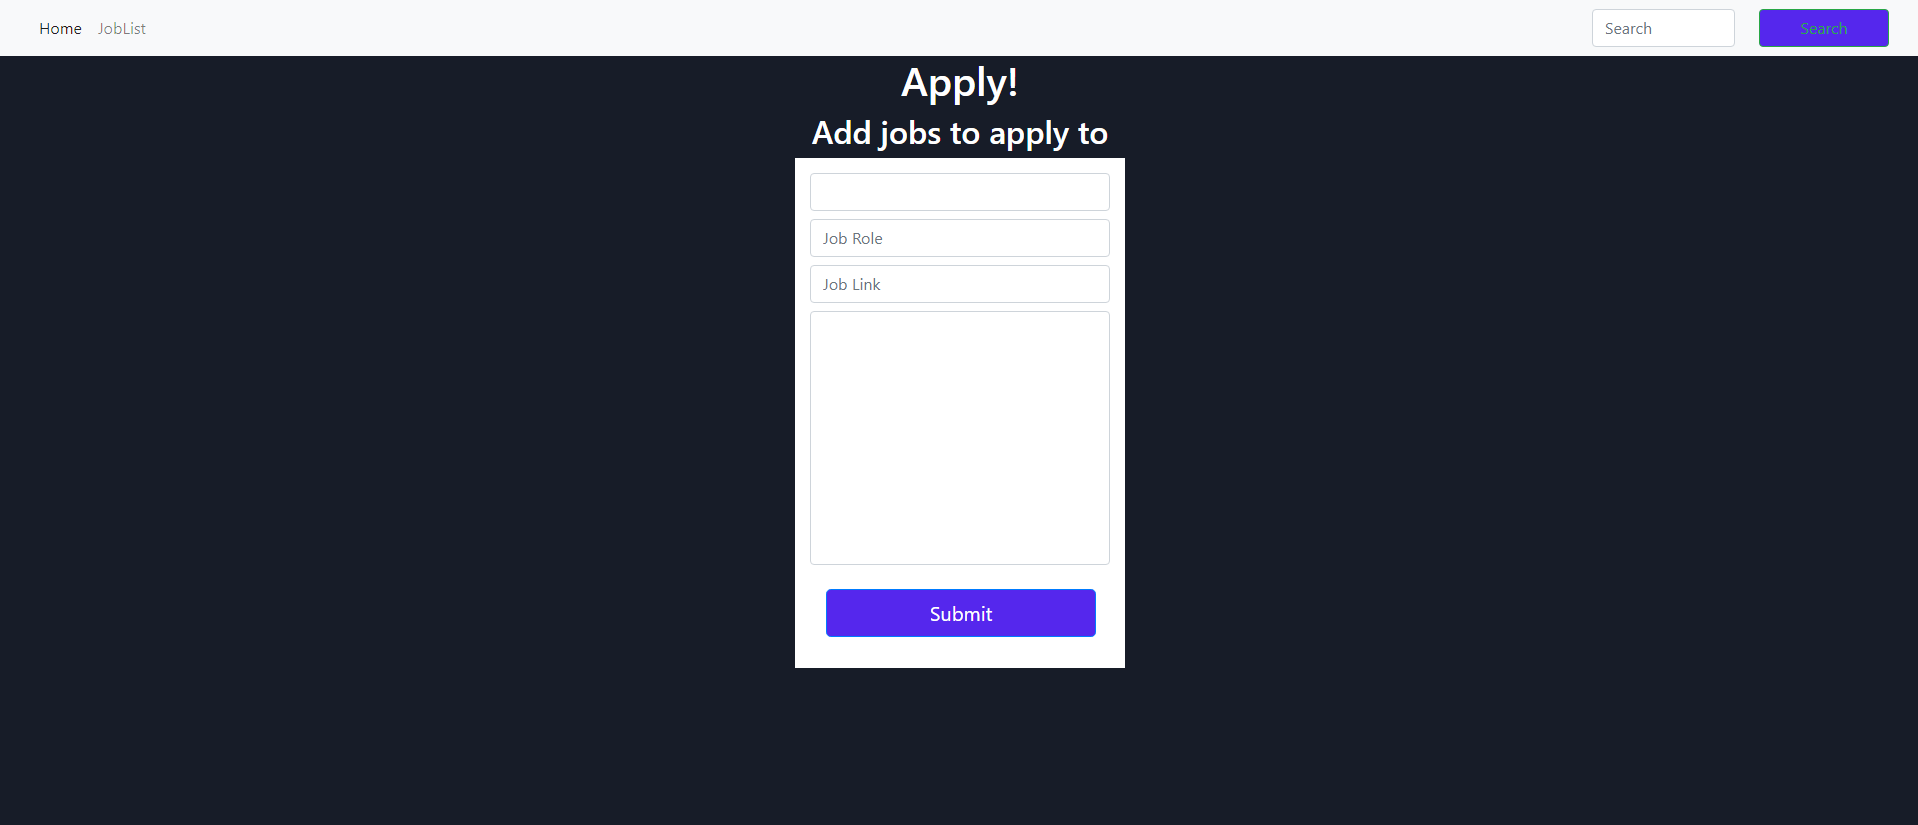 Home JobList Search Search
Apply!
Add jobs to apply to
Job Role
Job Link
Submit